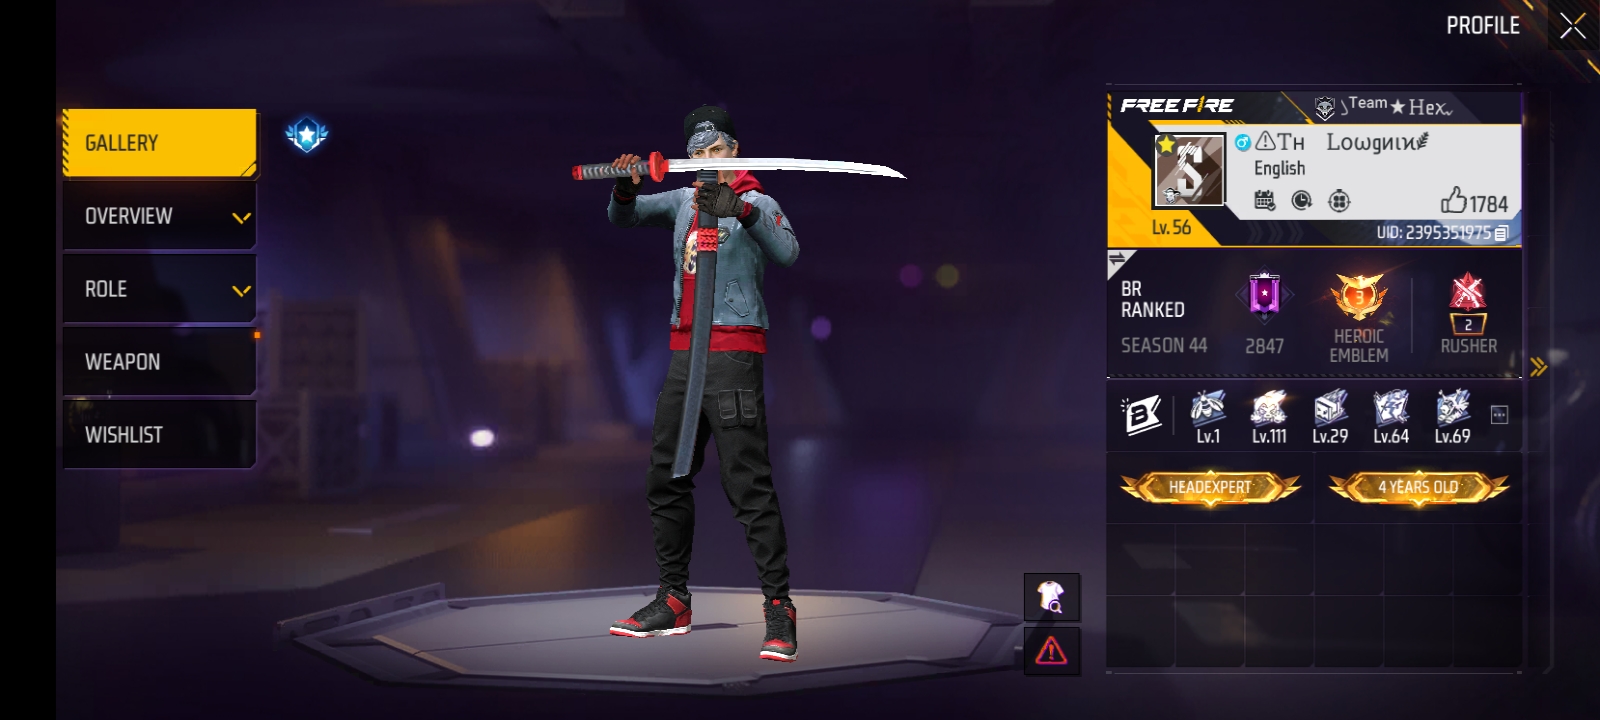 PROFILE
GALLERY
OVERVIEW
ROLE
WEAPON
WISHLIST
FREE FIRE
Team ★ Hex
English
1784
Lv. 56
UID: 2395351975
BR
RANKED
SEASON 44
2847
3
HEROIC
EMBLEM
2
RUSHER
B
Lv.1
Lv.111
Lv.29
Lv.64
Lv.69
HEADEXPERT
4 YEARS OLD